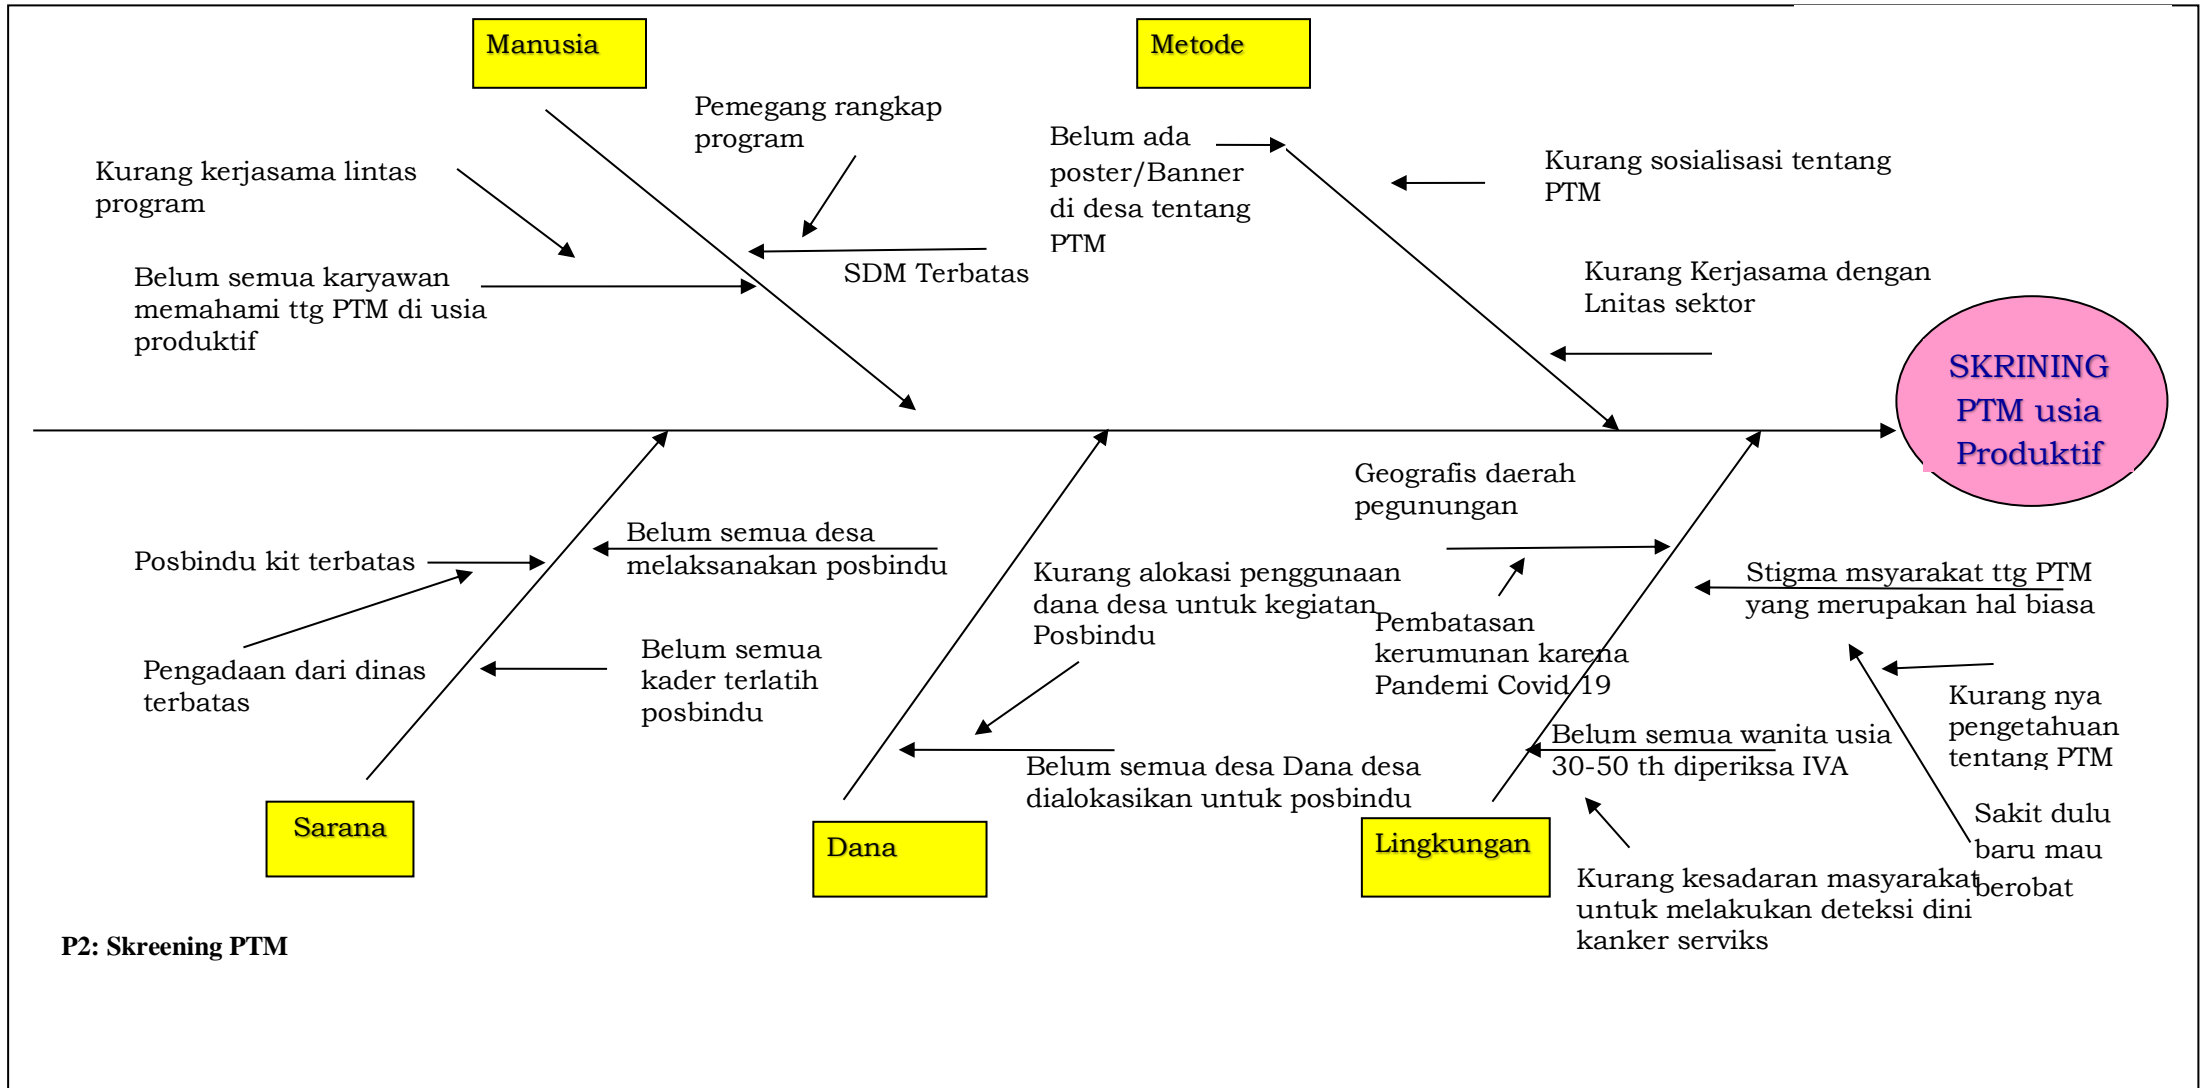 Manusia
Metode
Pemegang rangkap
program
Belum ada
poster/Banner
di desa tentang
PTM
Kurang sosialisasi tentang
PTM
Kurang kerjasama lintas
program
Belum semua karyawan
memahami ttg PTM di usia
produktif
SDM Terbatas
Kurang Kerjasama dengan
Lnitas sektor
SKRINING
PTM usia
Produktif
Geografis daerah
pegunungan
Posbindu kit terbatas
Belum semua desa
melaksanakan posbindu
Kurang alokasi penggunaan
dana desa untuk kegiatan
Posbindu
Stigma msyarakat ttg PTM
yang merupakan hal biasa
Pembatasan
kerumunan karena
Pandemi Covid 19
Pengadaan dari dinas
terbatas
Belum semua
kader terlatih
posbindu
Kurang nya
pengetahuan
tentang PTM
Belum semua wanita usia
30-50 th diperiksa IVA
Belum semua desa Dana desa
dialokasikan untuk posbindu
Sakit dulu
baru mau
berobat
Sarana
Dana
Lingkungan
Kurang kesadaran masyarakat
untuk melakukan deteksi dini
kanker serviks
P2: Skreening PTM